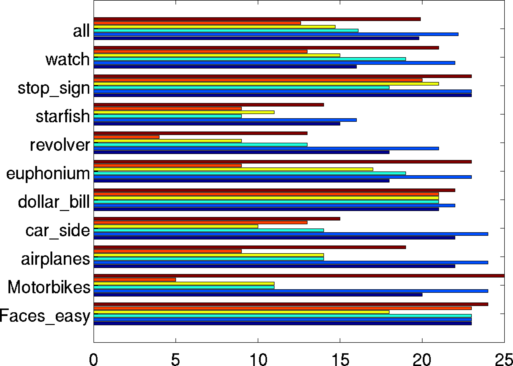 all
watch
stop_sign
starfish
revolver
euphonium
dollar_bill
car_side
airplanes
Motorbikes
Faces_easy
0 5 10 15 20 25